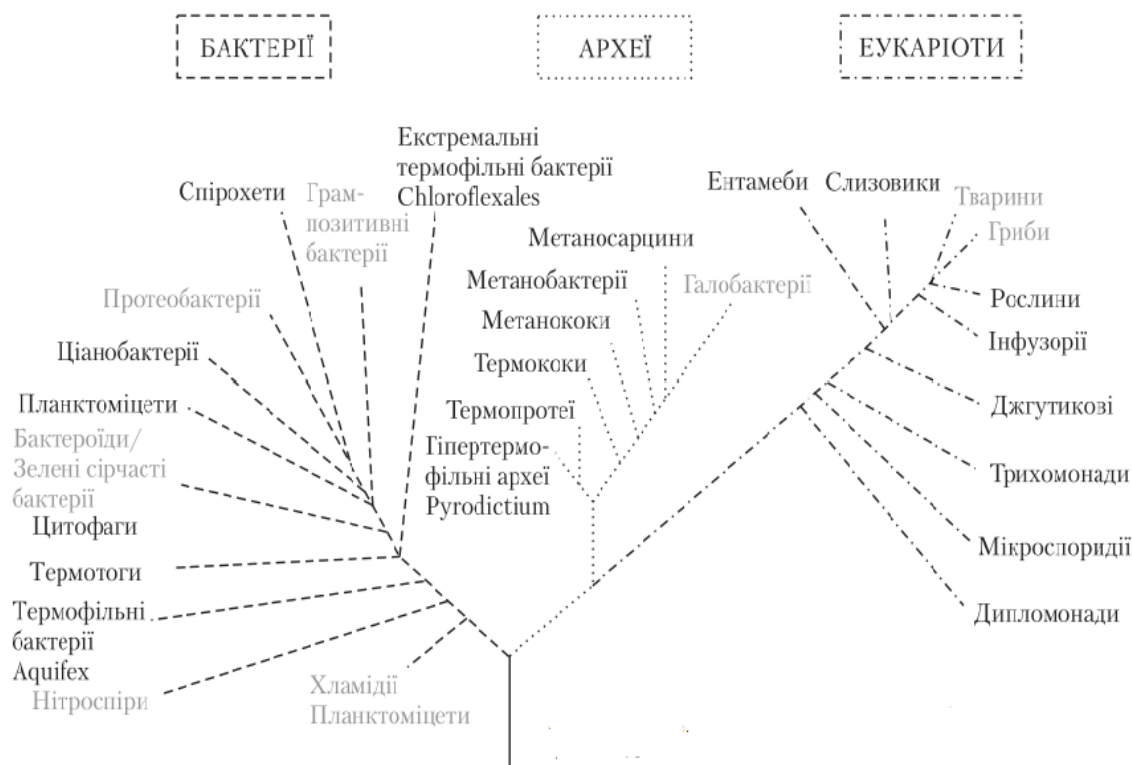 БАКТЕРІЇ
АРХЕЇ
ЕУКАРІОТИ
Екстремальні
термофільні бактерії
Chloroflexales
Спірохети
Грам-
позитивні
бактерії
Протеобактерії
Ціанобактерії
Планктоміцети
Бактероїди/
Зелені сірчасті
бактерії
Цитофаги
Термотоги
Термофільні
бактерії
Aquifex
Нітроспіри
Хламідії
Планктоміцети
Метаносарцини
Метанобактерії
Галобактерії
Метанококи
Термококи
Термопротеї
Гіпертермо-
фільні археї
Pyrodictium
Ентамеби
Слизовики
Тварини
Гриби
Рослини
Інфузорії
Джгутикові
Трихомонади
Мікроспоридії
Дипломонади